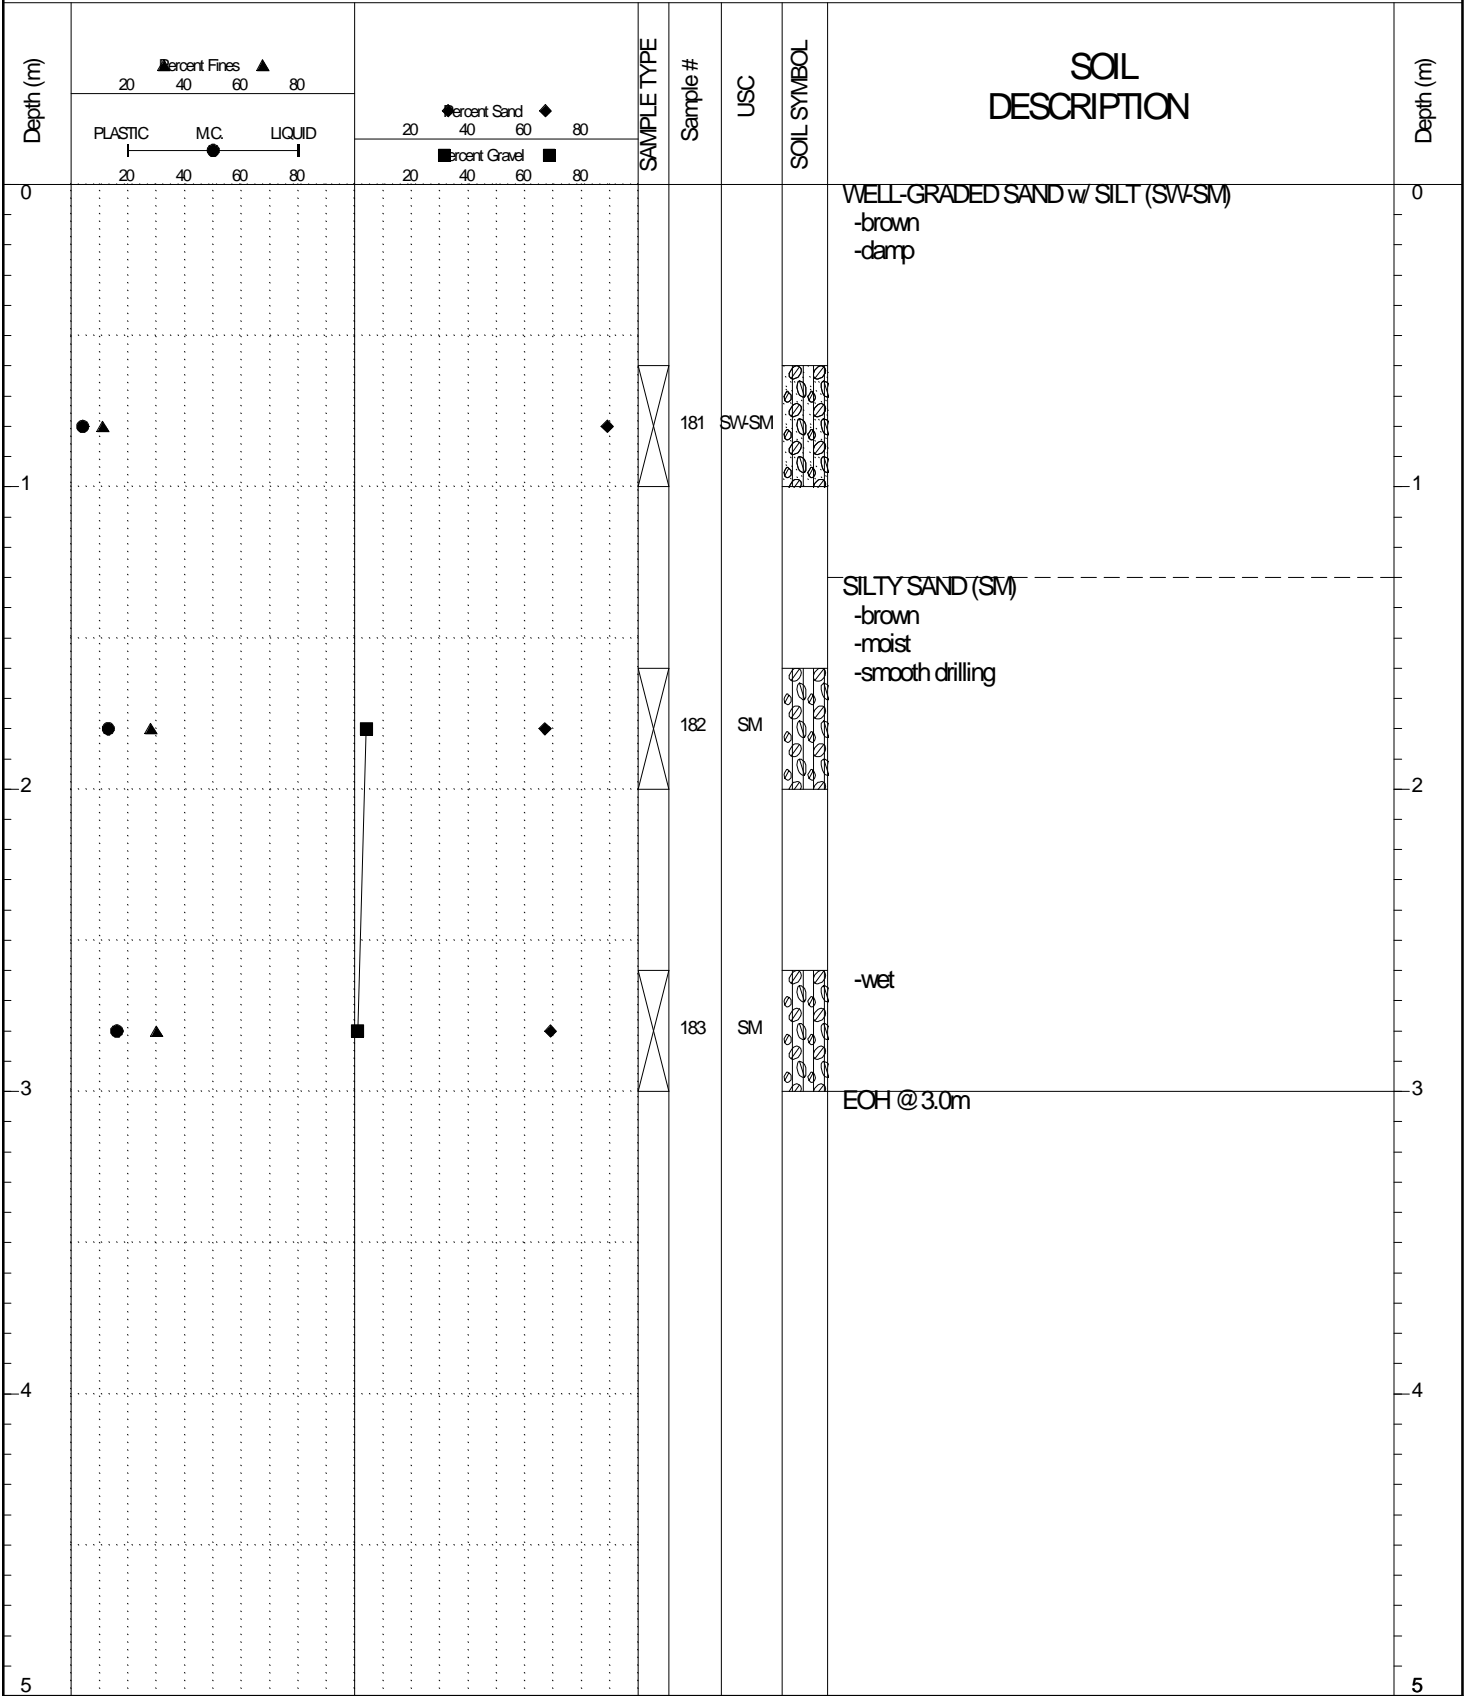 Depth (m)
Percent Fines
20 40 60 80
PLASTIC M.C. LIQUID
20 40 60 80
Percent Sand
20 40 60 80
Percent Gravel
20 40 60 80
SAMPLE TYPE
Sample #
USC
SOIL SYMBOL
SOIL
DESCRIPTION
Depth (m)
0 WELL-GRADED SAND w/ SILT (SW-SM) 0
-brown
-damp
181 SW-SM
1 1
SILTY SAND (SM)
-brown
-moist
-smooth drilling
182 SM
2 2
-wet
183 SM
3 3
EOH @ 3.0m
4 4
5 5